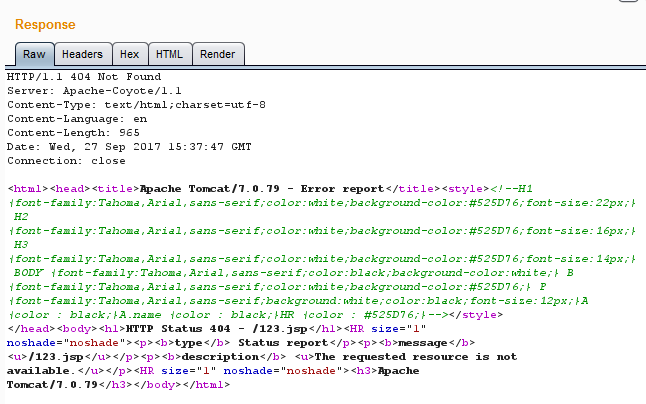 Response
Raw Headers Hex HTML Render
HTTP/1.1 404 Not Found
Server: Apache-Coyote/1.1
Content-Type: text/html;charset=utf-8
Content-Language: en
Content-Length: 965
Date: Wed, 27 Sep 2017 15:37:47 GMT
Connection: close
<html><head><title>Apache Tomcat/7.0.79 - Error report</title><style><!--H1
{font-family:Tahoma,Arial,sans-serif;color:white;background-color:#525D76;font-size:22px;}
H2
{font-family:Tahoma,Arial,sans-serif;color:white;background-color:#525D76;font-size:16px;}
H3
{font-family:Tahoma,Arial,sans-serif;color:white;background-color:#525D76;font-size:14px;}
BODY {font-family:Tahoma,Arial,sans-serif;color:black;background-color:white;} B
{font-family:Tahoma,Arial,sans-serif;color:white;background-color:#525D76;} P
{font-family:Tahoma,Arial,sans-serif;background:white;color:black;font-size:12px;}A
{color : black;}A.name {color : black;}HR {color : #525D76;}--></style>
</head><body><h1>HTTP Status 404 - /123.jsp</h1><HR size="1"
noshade="noshade"><p><b>type</b> Status report</p><p><b>message</b>
<u>/123.jsp</u></p><p><b>description</b> <u>The requested resource is not
available.</u></p><HR size="1" noshade="noshade"><h3>Apache
Tomcat/7.0.79</h3></body></html>